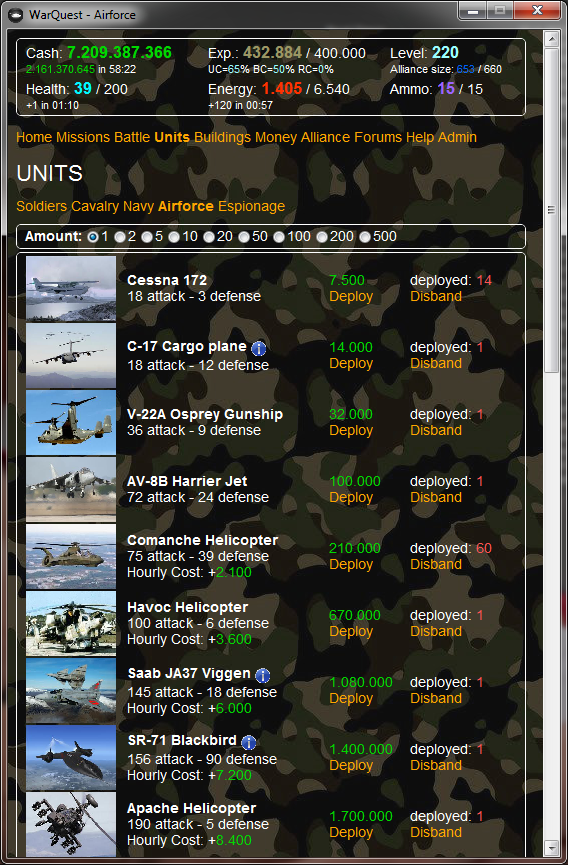 WarQuest - Airforce
Cash: 7.209.387.366 Exp.: 432.884 / 400.000 Level: 220
2.161.370.645 in 58:22 UC=65% BC=50% RC=0% Alliance size: 653 / 660
Health: 39 / 200 Energy: 1.405 / 6.540 Ammo: 15 / 15
+1 in 01:10 +120 in 00:57
Home Missions Battle Units Buildings Money Alliance Forums Help Admin
UNITS
Soldiers Cavalry Navy Airforce Espionage
Amount: 1 2 5 10 20 50 100 200 500
Cessna 172 7.500 deployed: 14
18 attack - 3 defense Deploy Disband
C-17 Cargo plane i 14.000 deployed: 1
18 attack - 12 defense Deploy Disband
V-22A Osprey Gunship 32.000 deployed: 1
36 attack - 9 defense Deploy Disband
AV-8B Harrier Jet 100.000 deployed: 1
72 attack - 24 defense Deploy Disband
Comanche Helicopter
75 attack - 39 defense 210.000 deployed: 60
Hourly Cost: +2.100 Deploy Disband
Havoc Helicopter
100 attack - 6 defense 670.000 deployed: 1
Hourly Cost: +3.600 Deploy Disband
Saab JA37 Viggen i
145 attack - 18 defense 1.080.000 deployed: 1
Hourly Cost: +6.000 Deploy Disband
SR-71 Blackbird i
156 attack - 90 defense 1.400.000 deployed: 1
Hourly Cost: +7.200 Deploy Disband
Apache Helicopter
190 attack - 5 defense 1.700.000 deployed: 1
Hourly Cost: +8.400 Deploy Disband